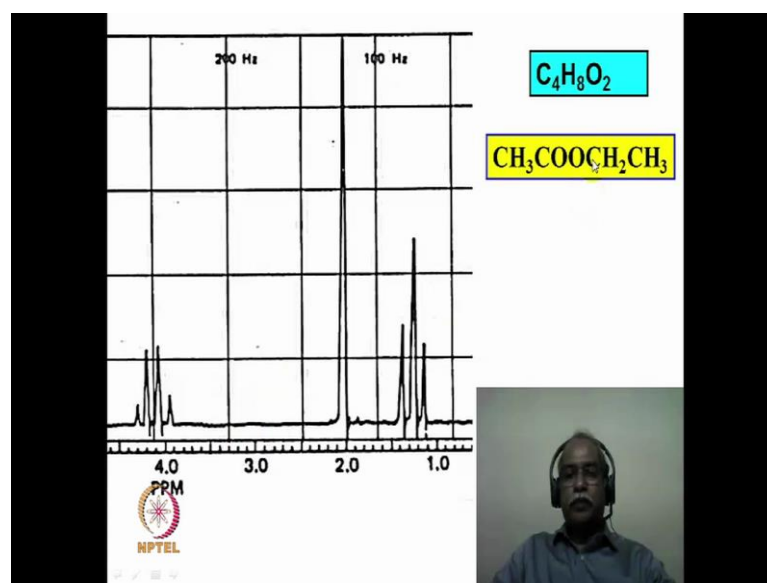 200 Hz 100 Hz
C₄H₈O₂
CH₃COOCH₂CH₃
4.0 3.0 2.0 1.0
PPM
NPTEL